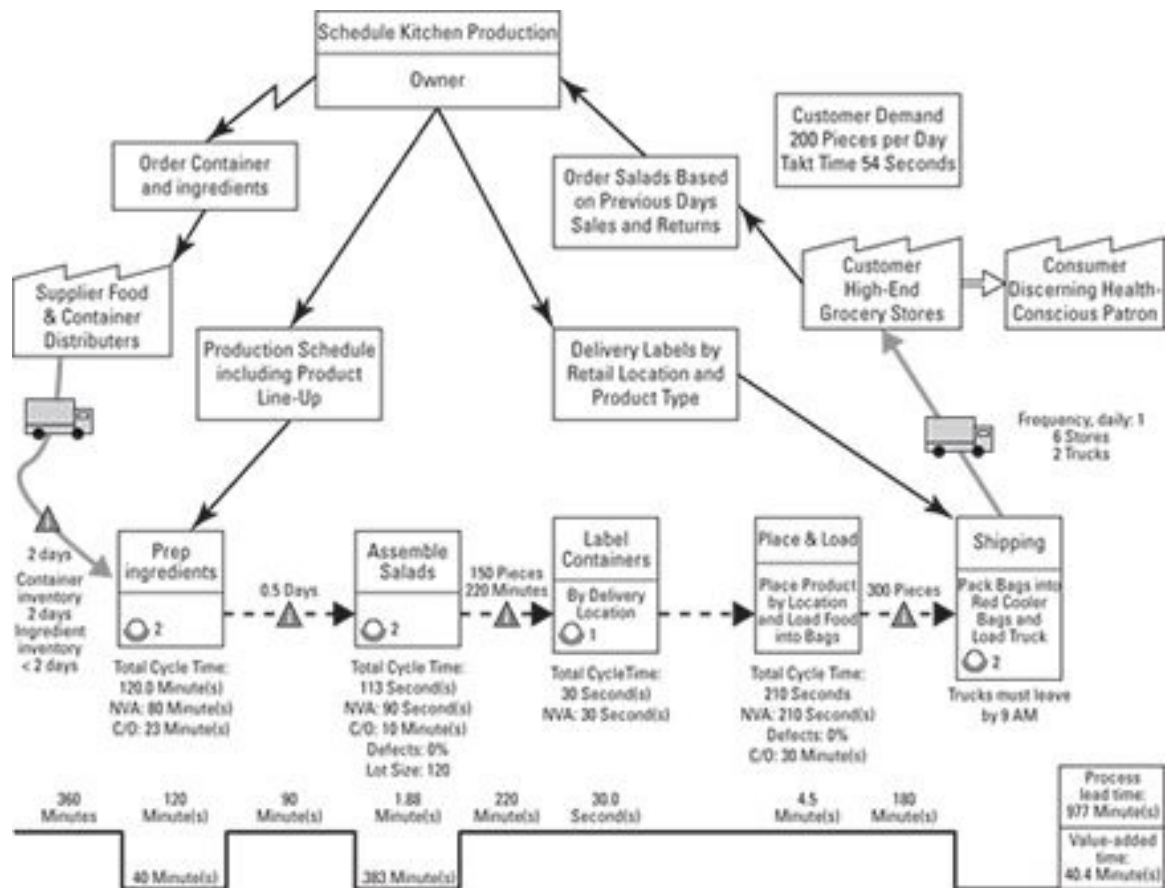 Schedule Kitchen Production
Owner
Customer Demand
200 Pieces per Day
Takt Time 54 Seconds
Order Container
and ingredients
Order Salads Based
on Previous Days
Sales and Returns
Supplier Food
& Container
Distributers
Customer
High-End
Grocery Stores
Consumer
Discerning Health-
Conscious Patron
Production Schedule
including Product
Line-Up
Delivery Labels by
Retail Location and
Product Type
Frequency, daily: 1
6 Stores
2 Trucks
2 days
Container
inventory
2 days
Ingredient
inventory
< 2 days
Prep
ingredients
2
Total Cycle Time:
120.0 Minute(s)
NVA: 80 Minute(s)
C/O: 23 Minute(s)
0.5 Days
Assemble
Salads
2
Total Cycle Time:
113 Second(s)
NVA: 90 Second(s)
C/O: 10 Minute(s)
Defects: 0%
Lot Size: 120
150 Pieces
220 Minutes
Label
Containers
By Delivery
Location
1
Total CycleTime:
30 Second(s)
NVA: 30 Second(s)
Place & Load
Place Product
by Location
and Load Food
into Bags
Total Cycle Time:
210 Seconds
NVA: 210 Second(s)
Defects: 0%
C/O: 30 Minute(s)
300 Pieces
Shipping
Pack Bags into
Red Cooler
Bags and
Load Truck
2
Trucks must leave
by 9 AM
360
Minutes
120
Minute(s)
90
Minute(s)
1.88
Minute(s)
220
Minute(s)
30.0
Second(s)
4.5
Minute(s)
180
Minute(s)
40 Minute(s)
.383 Minute(s)
Process
lead time:
977 Minute(s)
Value-added
time:
40.4 Minute(s)